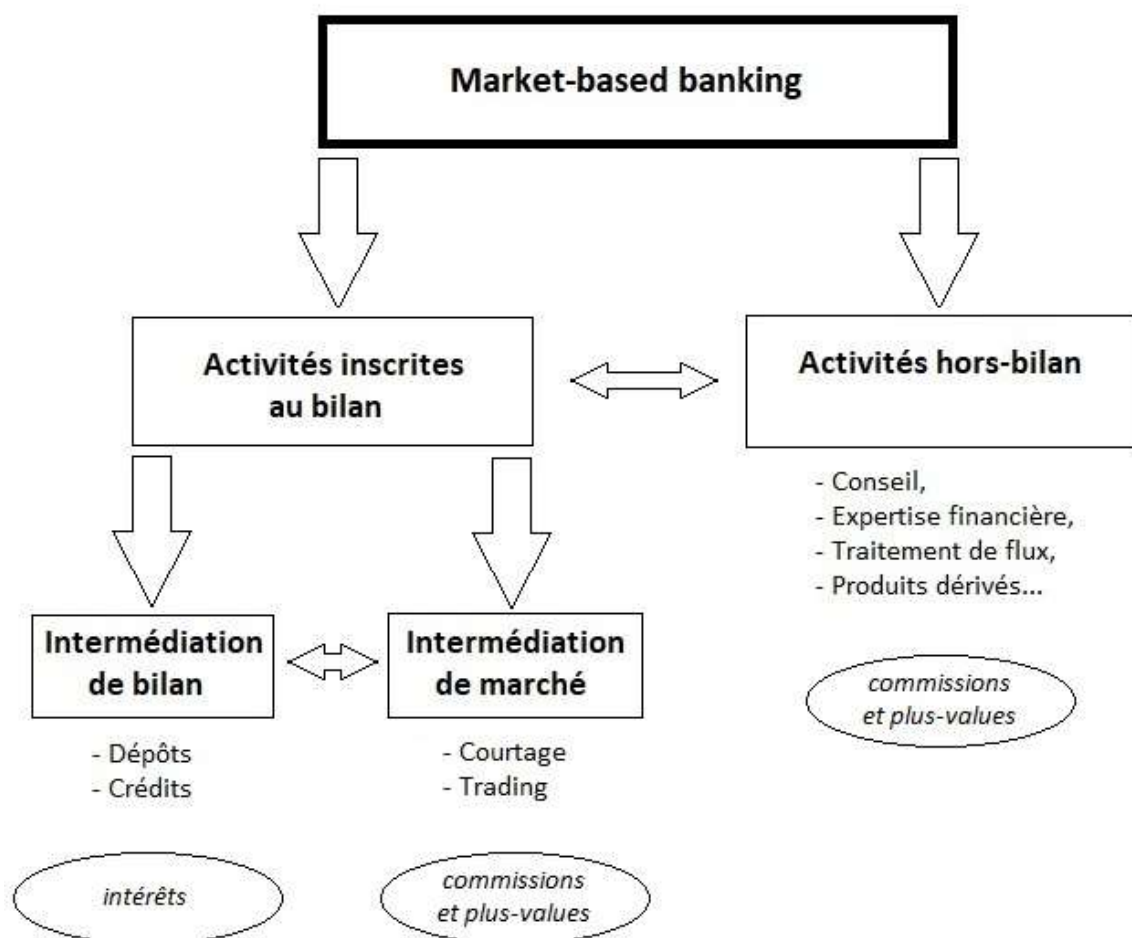 Market-based banking
Activités inscrites
au bilan
Activités hors-bilan
- Conseil,
- Expertise financière,
- Traitement de flux,
- Produits dérivés...
Intermédiation
de bilan
Intermédiation
de marché
commissions
et plus-values
- Dépôts
- Crédits
- Courtage
- Trading
intérêts
commissions
et plus-values